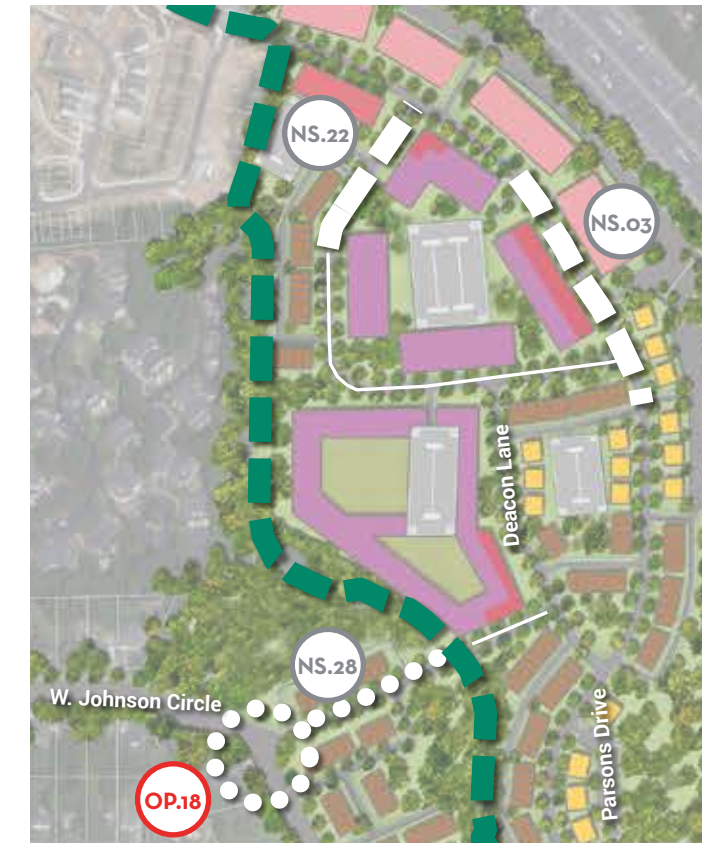 NS.22
NS.03
Deacon Lane
NS.28
W. Johnson Circle
Parsons Drive
OP.18